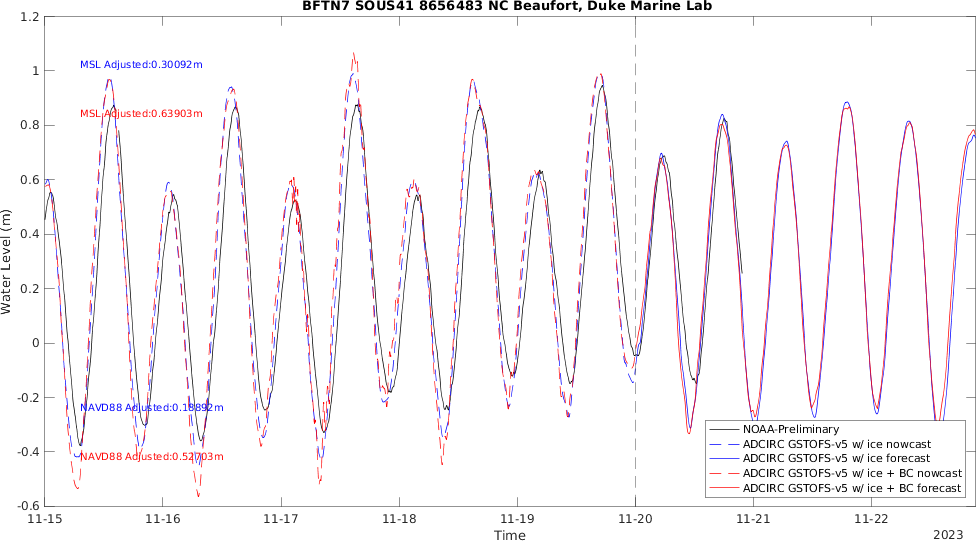 BFTN7 SOUS41 8656483 NC Beaufort, Duke Marine Lab
1.2
1
0.8
0.6
0.4
0.2
0
-0.2
-0.4
-0.6
Water Level (m)
MSL Adjusted:0.30092m
MSL Adjusted:0.63903m
NAVD88 Adjusted:0.18892m
NAVD88 Adjusted:0.52703m
NOAA-Preliminary
ADCIRC GSTOFS-v5 w/ ice nowcast
ADCIRC GSTOFS-v5 w/ ice forecast
ADCIRC GSTOFS-v5 w/ ice + BC nowcast
ADCIRC GSTOFS-v5 w/ ice + BC forecast
11-15 11-16 11-17 11-18 11-19 11-20 11-21 11-22
Time
2023